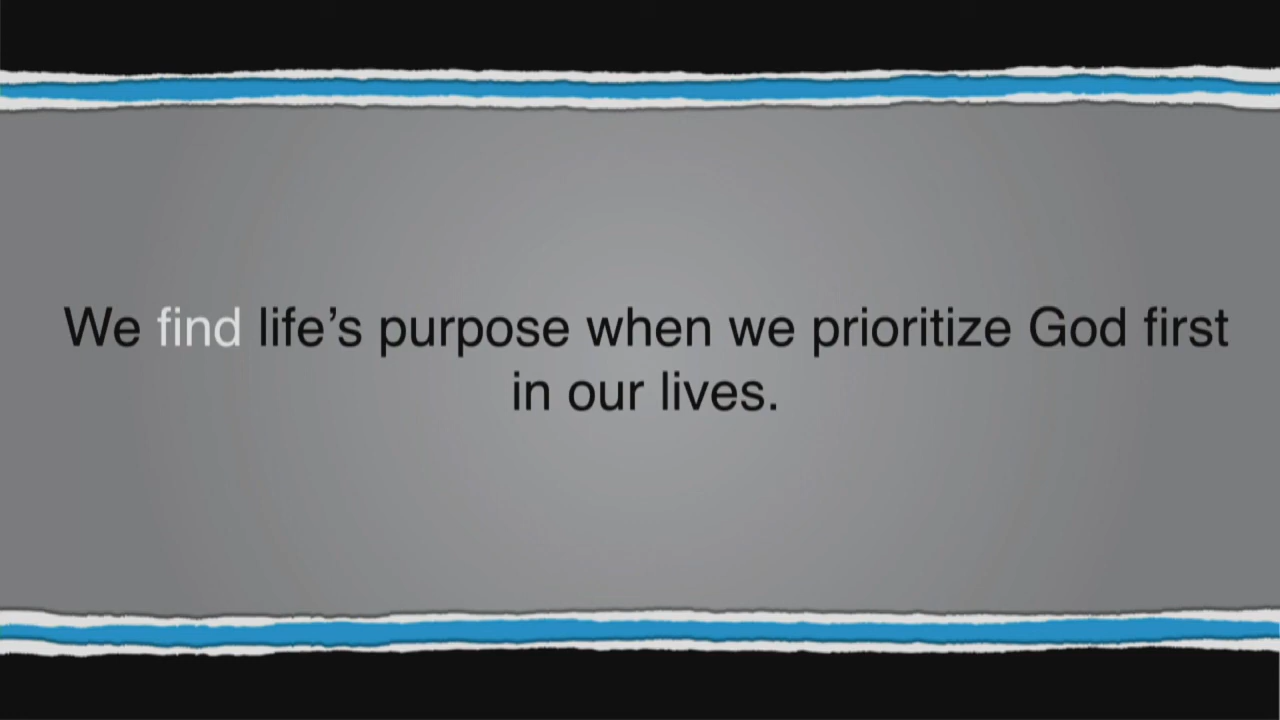 We find life’s purpose when we prioritize God first
in our lives.